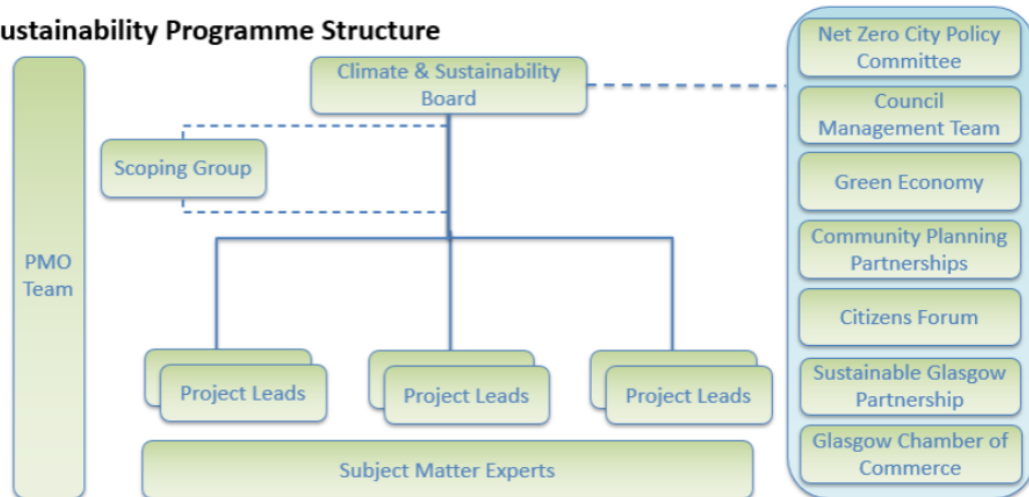 ustainability Programme Structure
Climate & Sustainability
Board
Scoping Group
PMO
Team
Project Leads
Project Leads
Project Leads
Subject Matter Experts
Net Zero City Policy
Committee
Council
Management Team
Green Economy
Community Planning
Partnerships
Citizens Forum
Sustainable Glasgow
Partnership
Glasgow Chamber of
Commerce